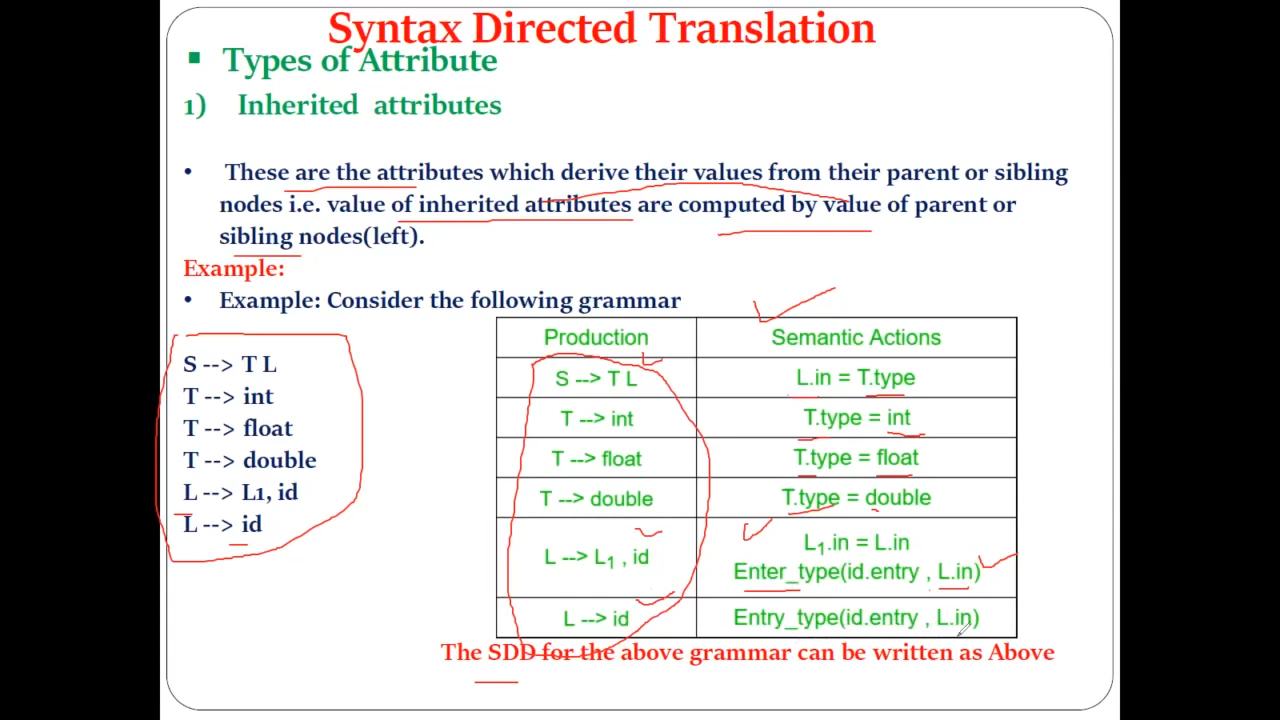 Syntax Directed Translation
▪ Types of Attribute
1) Inherited attributes
• These are the attributes which derive their values from their parent or sibling
nodes i.e. value of inherited attributes are computed by value of parent or
sibling nodes(left).
Example:
• Example: Consider the following grammar
S --> T L
T --> int
T --> float
T --> double
L --> L1, id
L --> id
Production Semantic Actions
S --> T L L.in = T.type
T --> int T.type = int
T --> float T.type = float
T --> double T.type = double
L --> L1 , id L1.in = L.in
Enter_type(id.entry , L.in)
L --> id Entry_type(id.entry , L.in)
The SDD for the above grammar can be written as Above